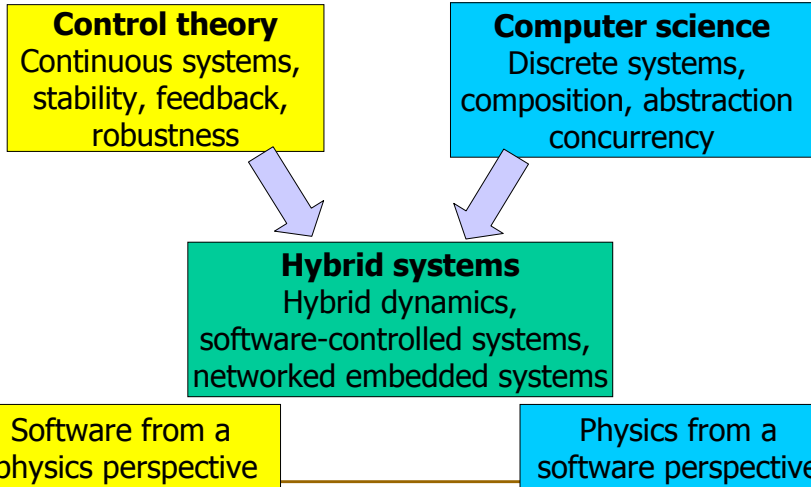 Control theory
Continuous systems,
stability, feedback,
robustness
Computer science
Discrete systems,
composition, abstraction
concurrency
Hybrid systems
Hybrid dynamics,
software-controlled systems,
networked embedded systems
Software from a
physics perspective
Physics from a
software perspective